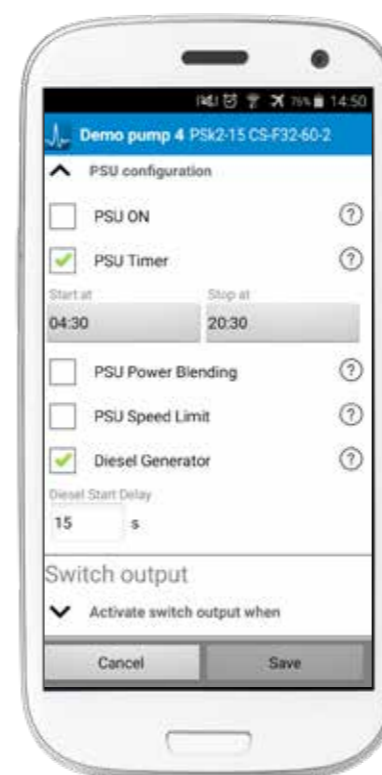 76% 14:50
Demo pump 4 PSk2-15 CS-F32-60-2
PSU configuration
PSU ON ?
PSU Timer ?
Start at Stop at
04:30 20:30
PSU Power Blending ?
PSU Speed Limit ?
Diesel Generator ?
Diesel Start Delay
15 s
Switch output
Activate switch output when
Cancel Save